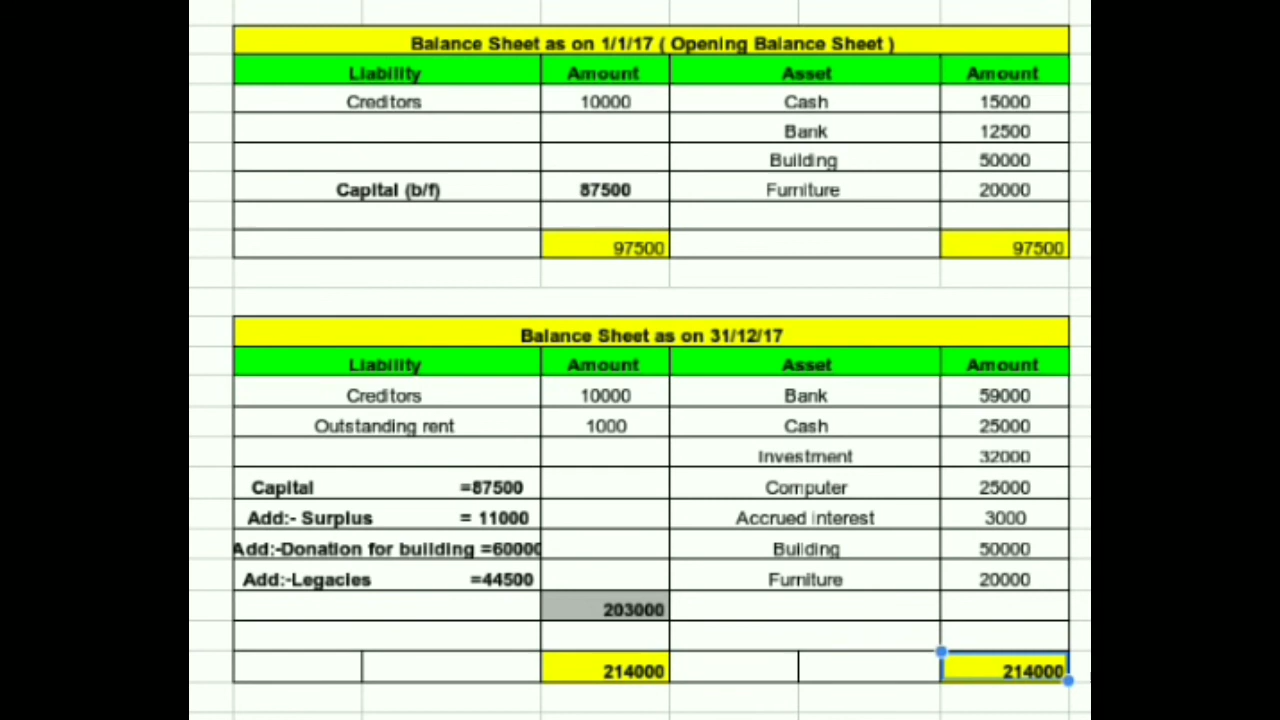 Balance Sheet as on 1/1/17 ( Opening Balance Sheet )
Liability Amount Asset Amount
Creditors 10000 Cash 15000
Bank 12500
Building 50000
Capital (b/f) 87500 Furniture 20000
97500 97500
Balance Sheet as on 31/12/17
Liability Amount Asset Amount
Creditors 10000 Bank 59000
Outstanding rent 1000 Cash 25000
Investment 32000
Capital =87500 Computer 25000
Add:- Surplus = 11000 Accrued interest 3000
Add:-Donation for building =60000 Building 50000
Add:-Legacies =44500 Furniture 20000
203000
214000 214000